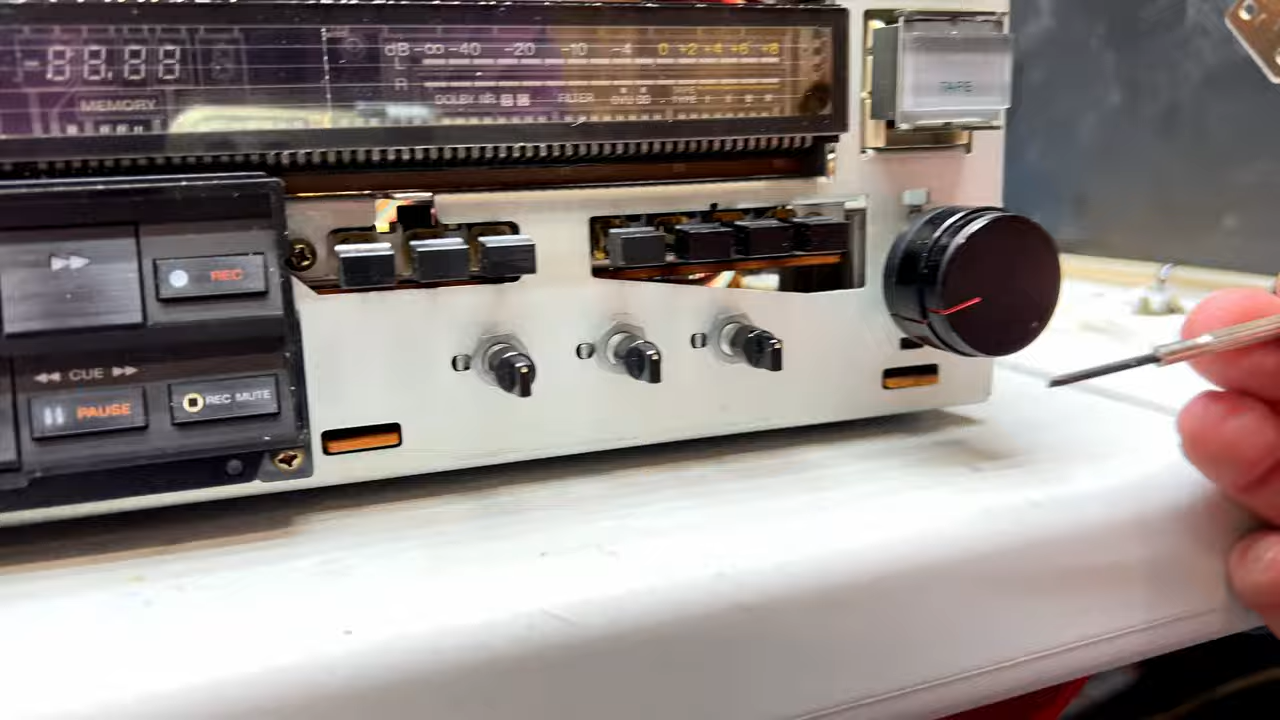 -88:88
dB -∞ -40 -20 -10 -4 0 +2 +4 +6 +8
L
R
MEMORY
DOLBY NR
FILTER
TAPE
REC
CUE
PAUSE
REC MUTE